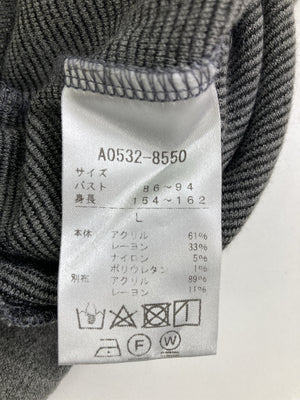 A0532-8550
サイズ
バスト 86~94
身長 154~162
L
本体 アクリル 61%
レーヨン 33%
ナイロン 5%
ポリウレタン 1%
別布 アクリル 89%
レーヨン 11%
F W